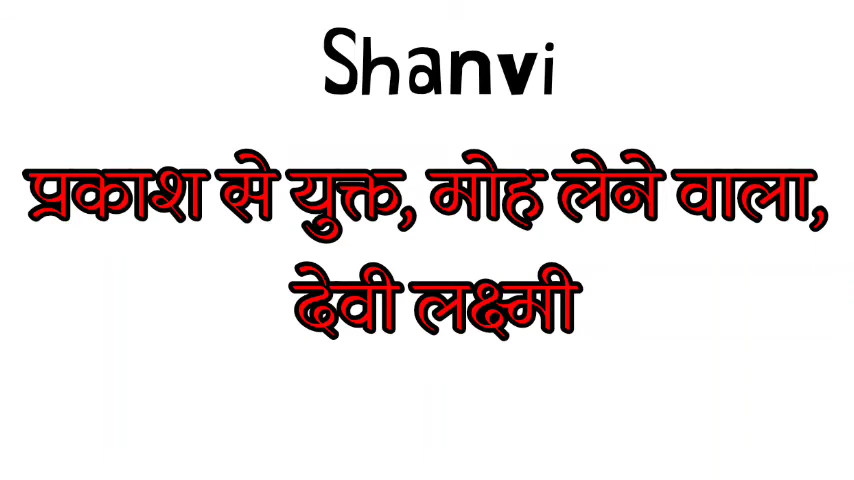 Shanvi
प्रकाश से युक्त, मोह लेने वाला,
देवी लक्ष्मी